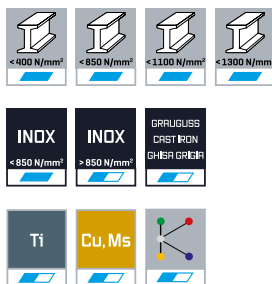 <400 N/mm² <850 N/mm² <1100 N/mm² <1300 N/mm²
INOX INOX GRAUGUSS
CAST IRON
GHISA GRIGIA
<850 N/mm² >850 N/mm²
Ti Cu, Ms